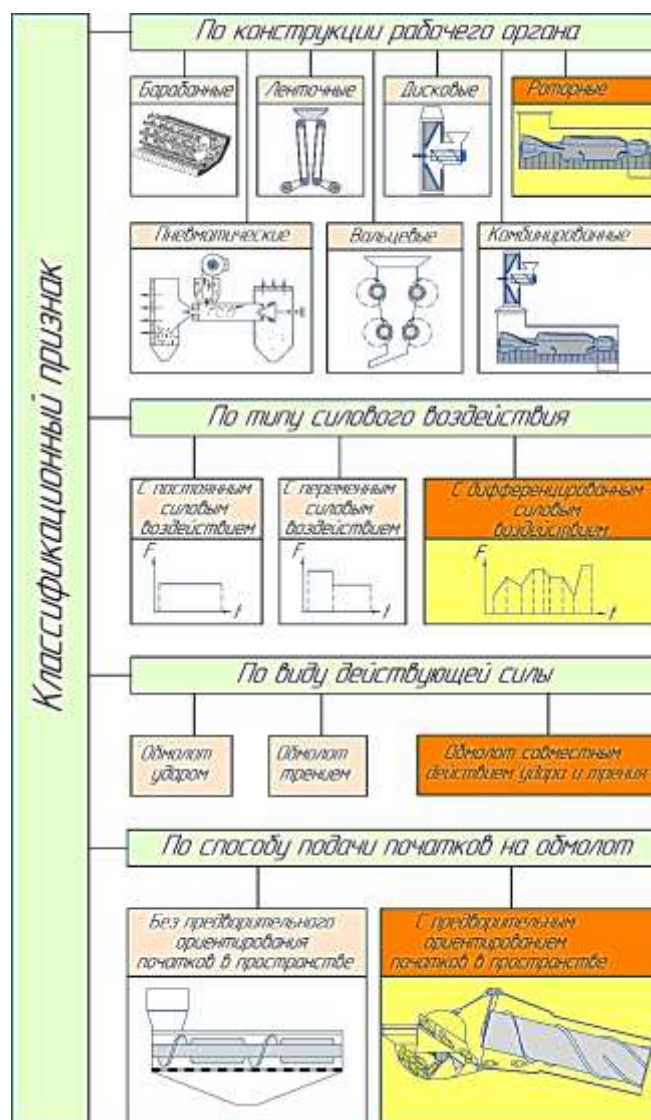 Классификационный признак
По конструкции рабочего органа
Барабанные
Ленточные
Дисковые
Роторные
Пневматические
Вальцевые
Комбинированные
По типу силового воздействия
С постоянным
силовым
воздействием
С переменным
силовым
воздействием
С дифференцированным
силовым
воздействием
F
t
F
t
F
t
По виду действующей силы
Обмолот
ударом
Обмолот
трением
Обмолот совместным
действием удара и трения
По способу подачи початков на обмолот
Без предварительного
ориентирования
початков в пространстве
С предварительным
ориентированием
початков в пространстве